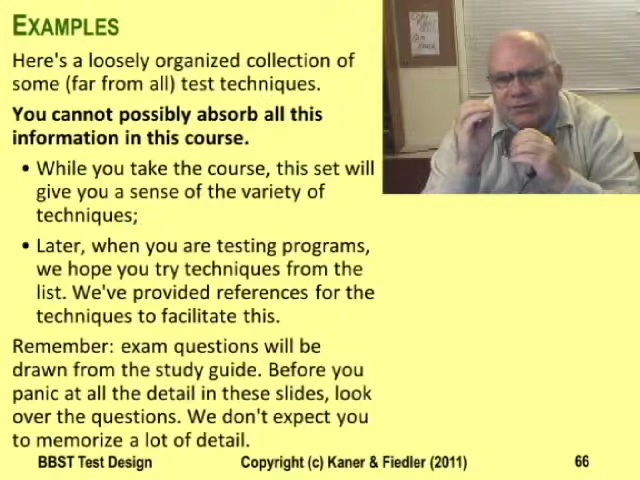 EXAMPLES
Here's a loosely organized collection of
some (far from all) test techniques.
You cannot possibly absorb all this
information in this course.
• While you take the course, this set will
give you a sense of the variety of
techniques;
• Later, when you are testing programs,
we hope you try techniques from the
list. We've provided references for the
techniques to facilitate this.
Remember: exam questions will be
drawn from the study guide. Before you
panic at all the detail in these slides, look
over the questions. We don't expect you
to memorize a lot of detail.
BBST Test Design Copyright (c) Kaner & Fiedler (2011) 66